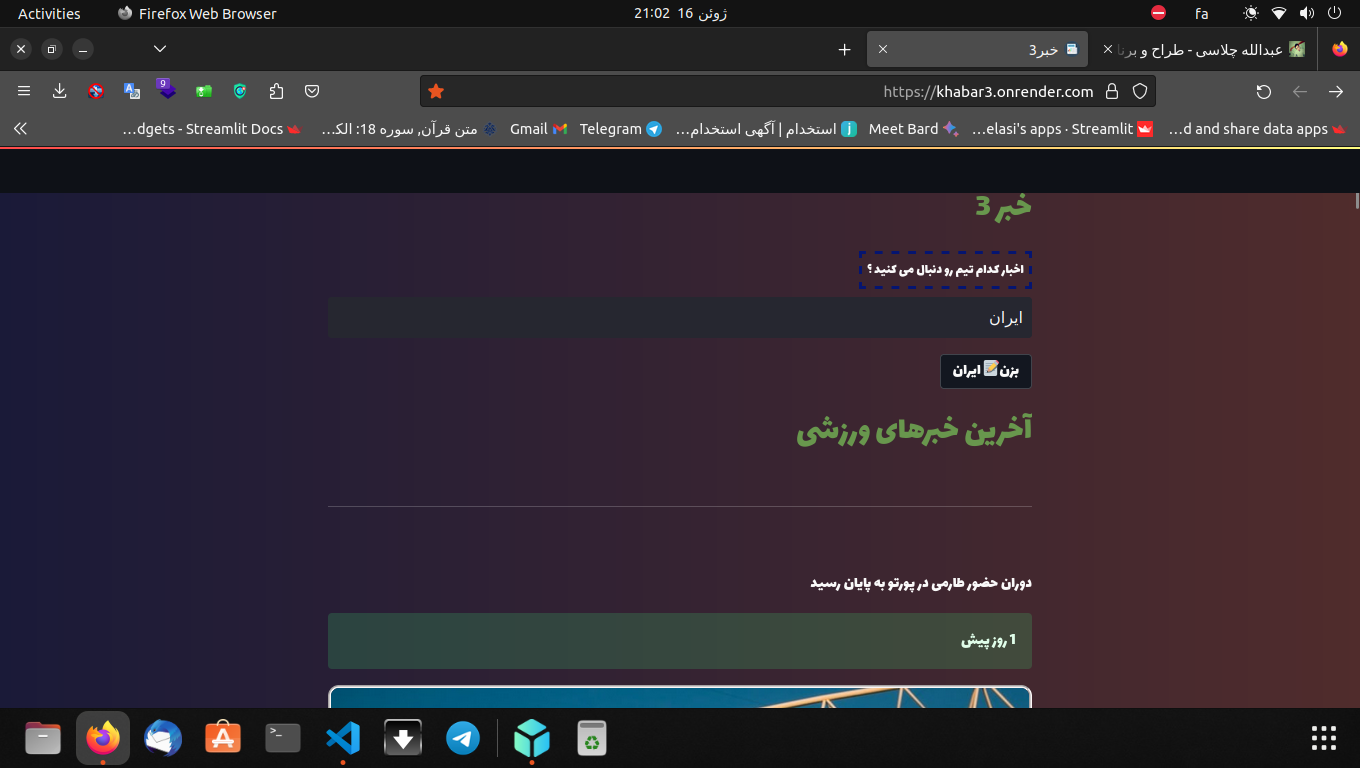 Activities
Firefox Web Browser
21:02 16 ژوئن
fa
عبدالله چلاسی - طراح و برنا
خبر3
https://khabar3.onrender.com
9
…d and share data apps
…elasi's apps · Streamlit
Meet Bard
استخدام | آگهی استخدام…
Telegram
Gmail
متن قرآن, سوره 18: الک…
…dgets - Streamlit Docs
خبر 3
اخبار کدام تیم رو دنبال می کنید ؟
ایران
بزن📝 ایران
آخرین خبرهای ورزشی
دوران حضور طارمی در پورتو به پایان رسید
1 روز پیش